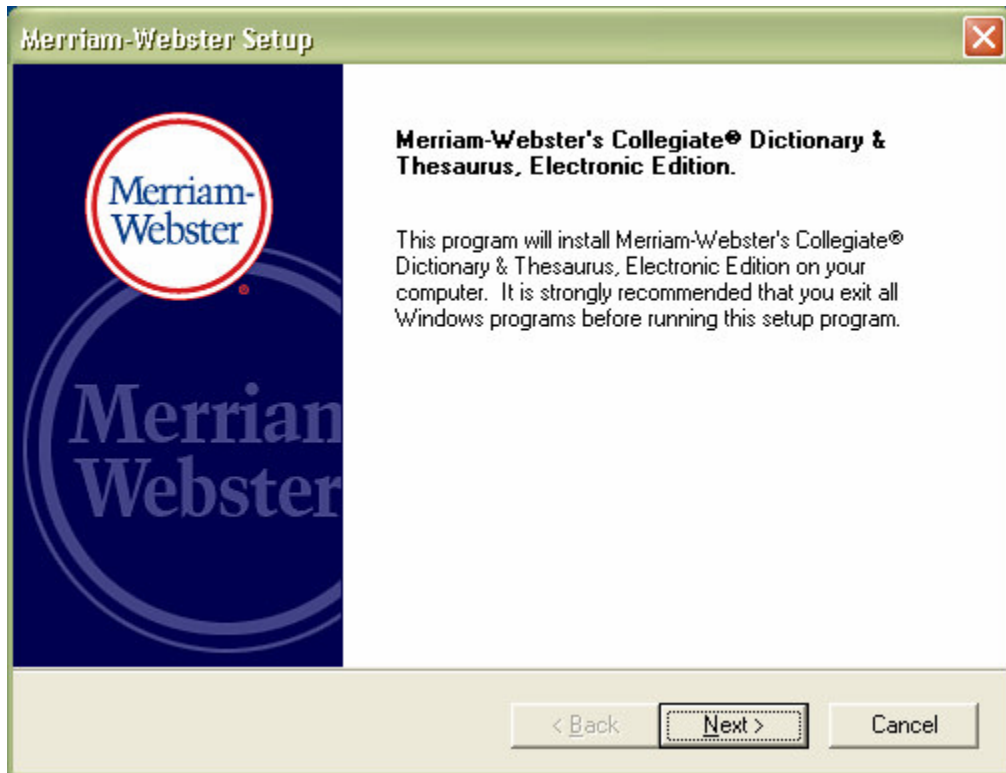 Merriam-Webster Setup
Merriam-
Webster
®
Merrian
Webster
Merriam-Webster's Collegiate® Dictionary &
Thesaurus, Electronic Edition.
This program will install Merriam-Webster's Collegiate®
Dictionary & Thesaurus, Electronic Edition on your
computer.  It is strongly recommended that you exit all
Windows programs before running this setup program.
< Back
Next >
Cancel